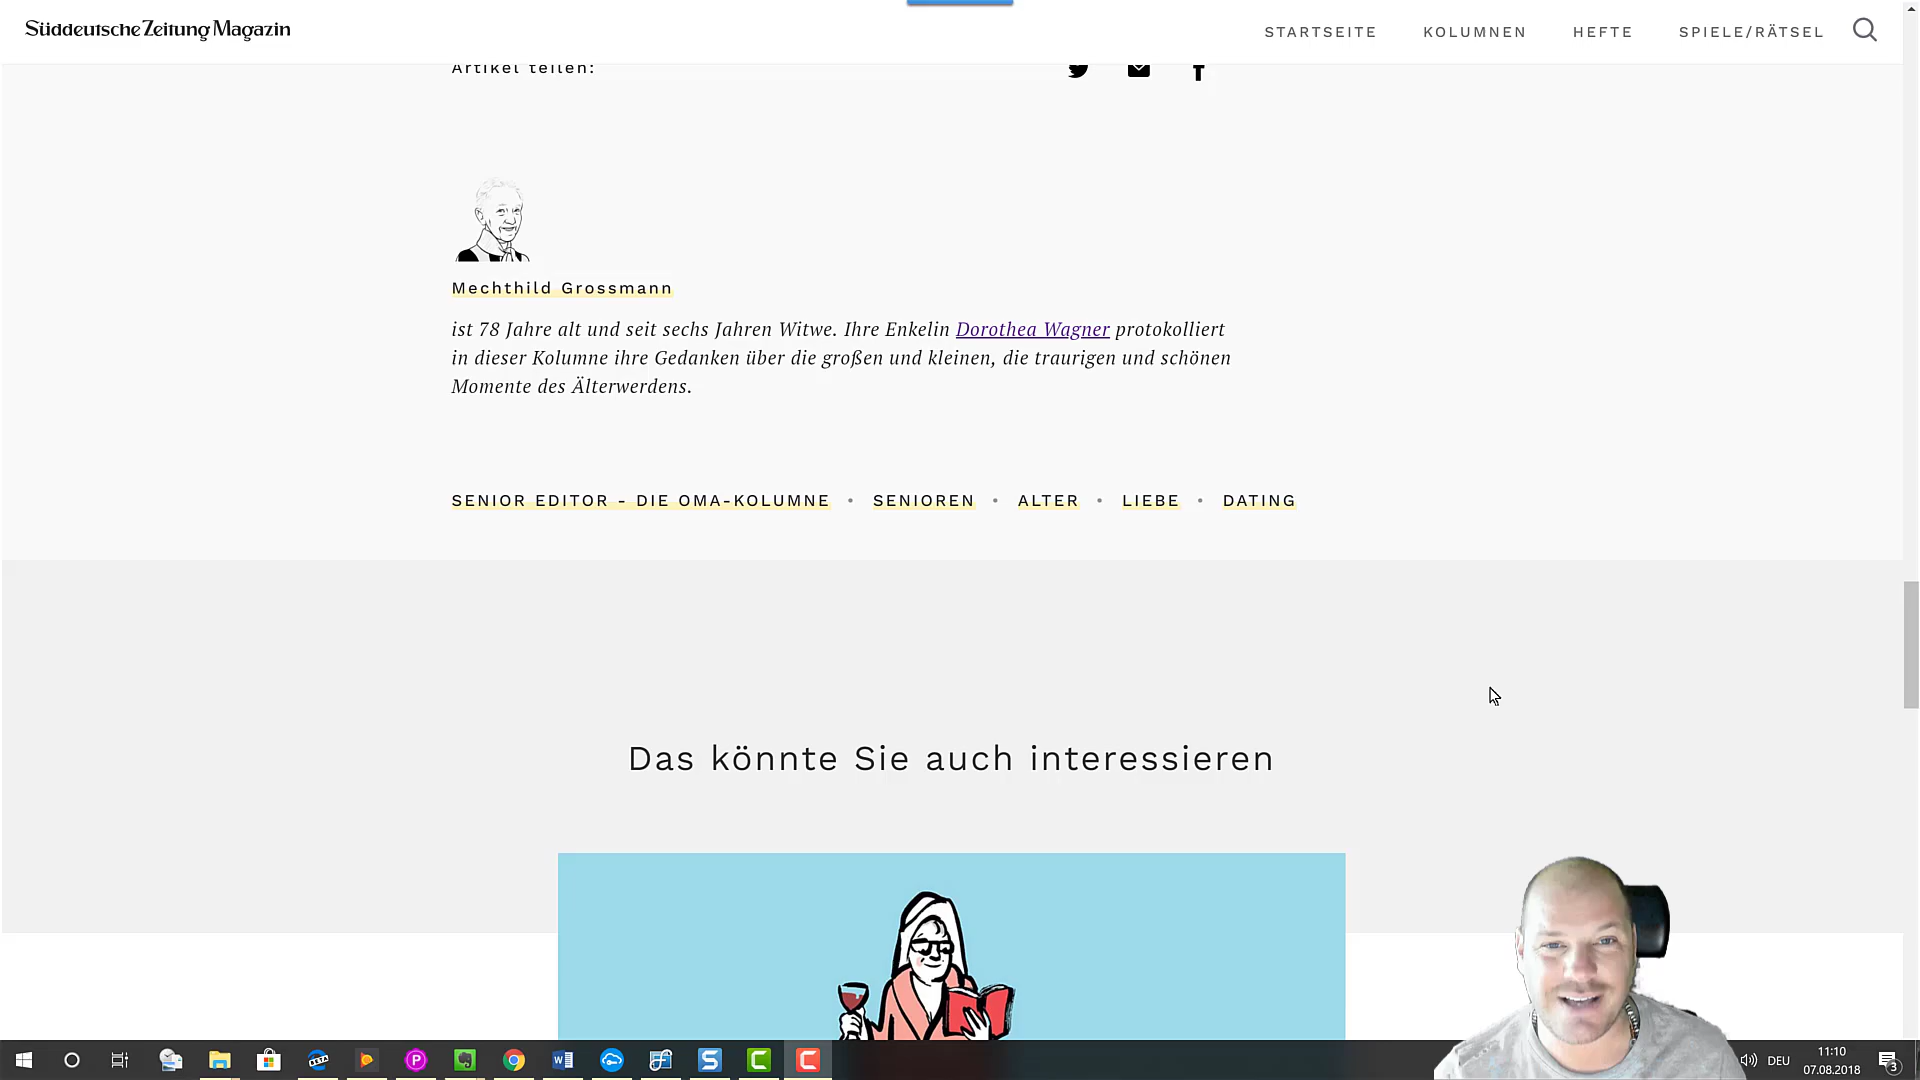 Süddeutsche Zeitung Magazin
STARTSEITE KOLUMNEN HEFTE SPIELE/RÄTSEL
Artikel teilen:
Mechthild Grossmann
ist 78 Jahre alt und seit sechs Jahren Witwe. Ihre Enkelin Dorothea Wagner protokolliert
in dieser Kolumne ihre Gedanken über die großen und kleinen, die traurigen und schönen
Momente des Älterwerdens.
SENIOR EDITOR - DIE OMA-KOLUMNE • SENIOREN • ALTER • LIEBE • DATING
Das könnte Sie auch interessieren
DEU
11:10
07.08.2018
3